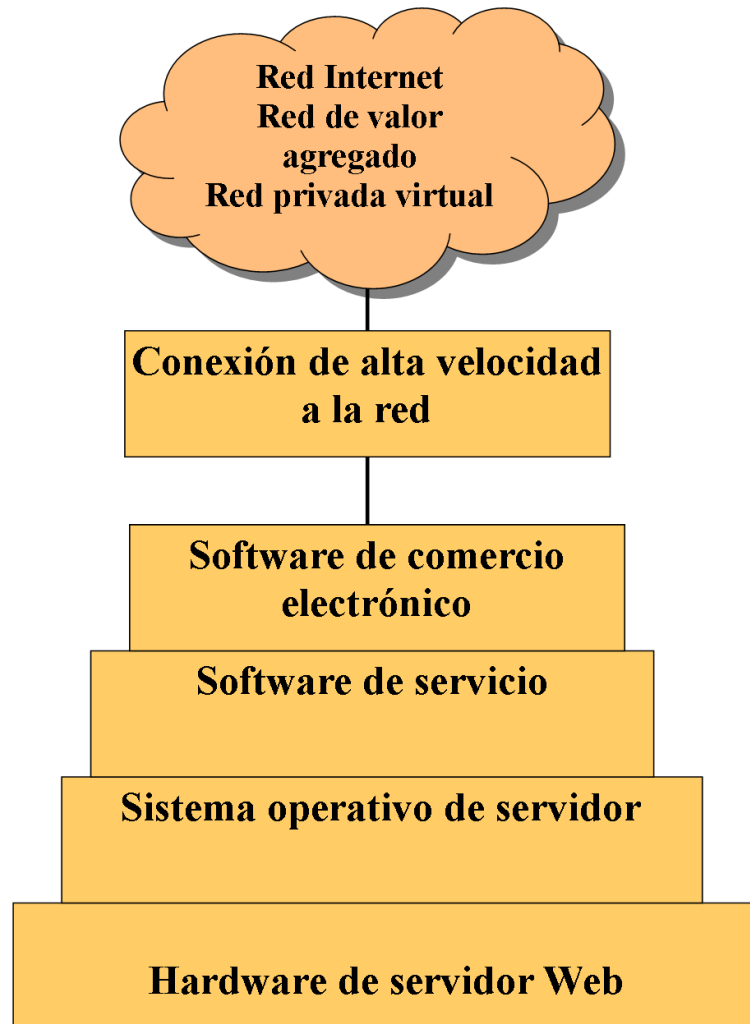 Red Internet
Red de valor
agregado
Red privada virtual
Conexión de alta velocidad
a la red
Software de comercio
electrónico
Software de servicio
Sistema operativo de servidor
Hardware de servidor Web